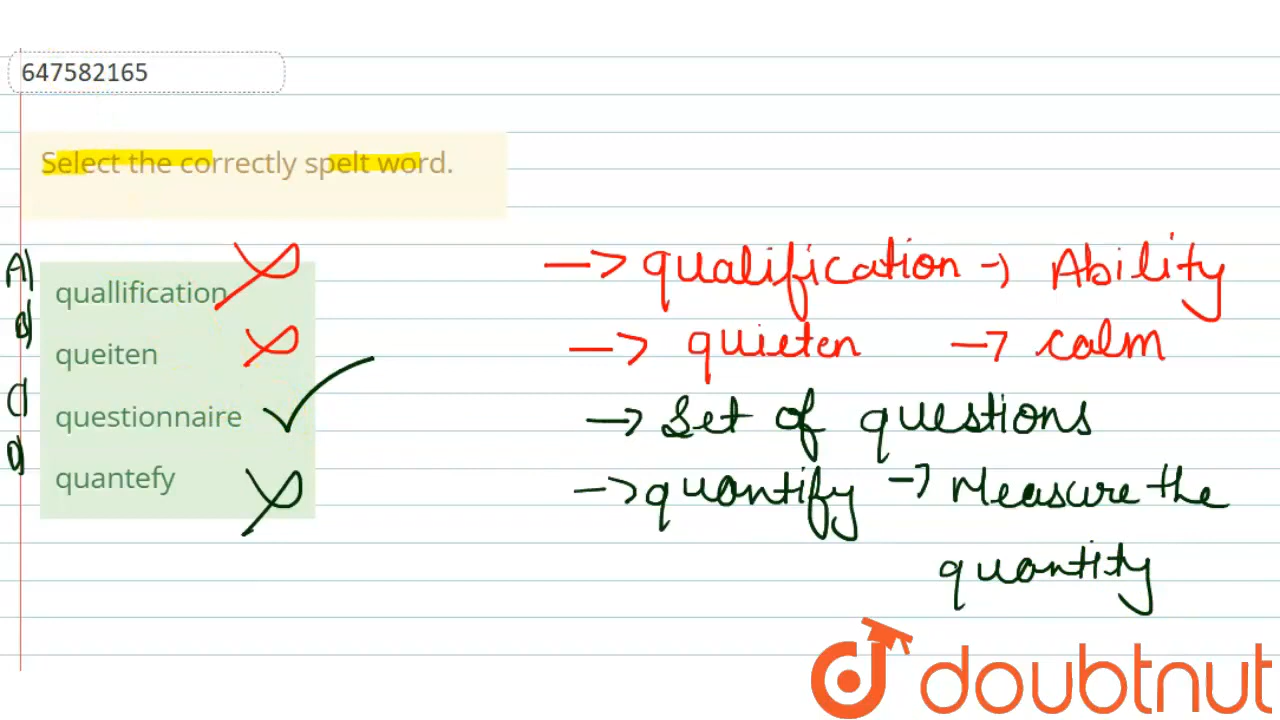 647582165
Select the correctly spelt word.
A) quallification -> qualification -> Ability
B) queiten -> quieten -> calm
C) questionnaire -> Set of questions
D) quantefy -> quantify -> Measure the
quantity
doubtnut